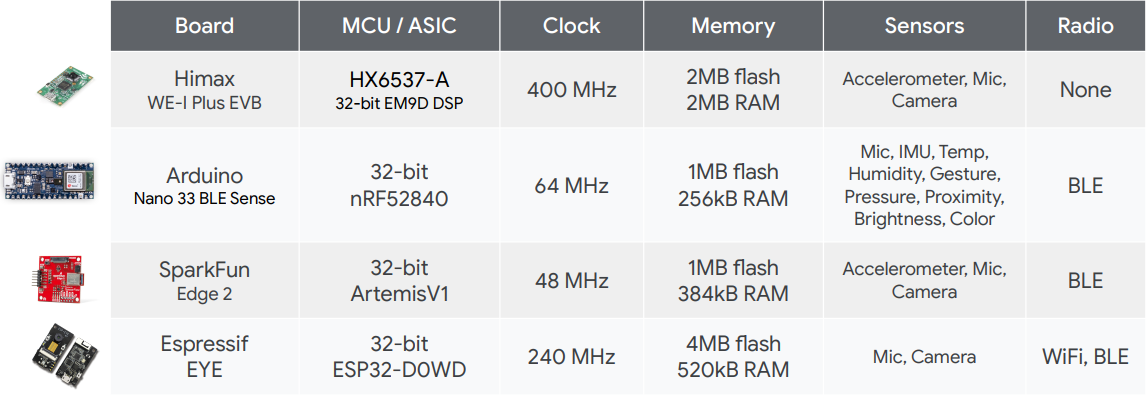 Board MCU / ASIC Clock Memory Sensors Radio
Himax
WE-I Plus EVB
HX6537-A
32-bit EM9D DSP
400 MHz
2MB flash
2MB RAM
Accelerometer, Mic,
Camera
None
Arduino
Nano 33 BLE Sense
32-bit
nRF52840
64 MHz
1MB flash
256kB RAM
Mic, IMU, Temp,
Humidity, Gesture,
Pressure, Proximity,
Brightness, Color
BLE
SparkFun
Edge 2
32-bit
ArtemisV1
48 MHz
1MB flash
384kB RAM
Accelerometer, Mic,
Camera
BLE
Espressif
EYE
32-bit
ESP32-D0WD
240 MHz
4MB flash
520kB RAM
Mic, Camera
WiFi, BLE